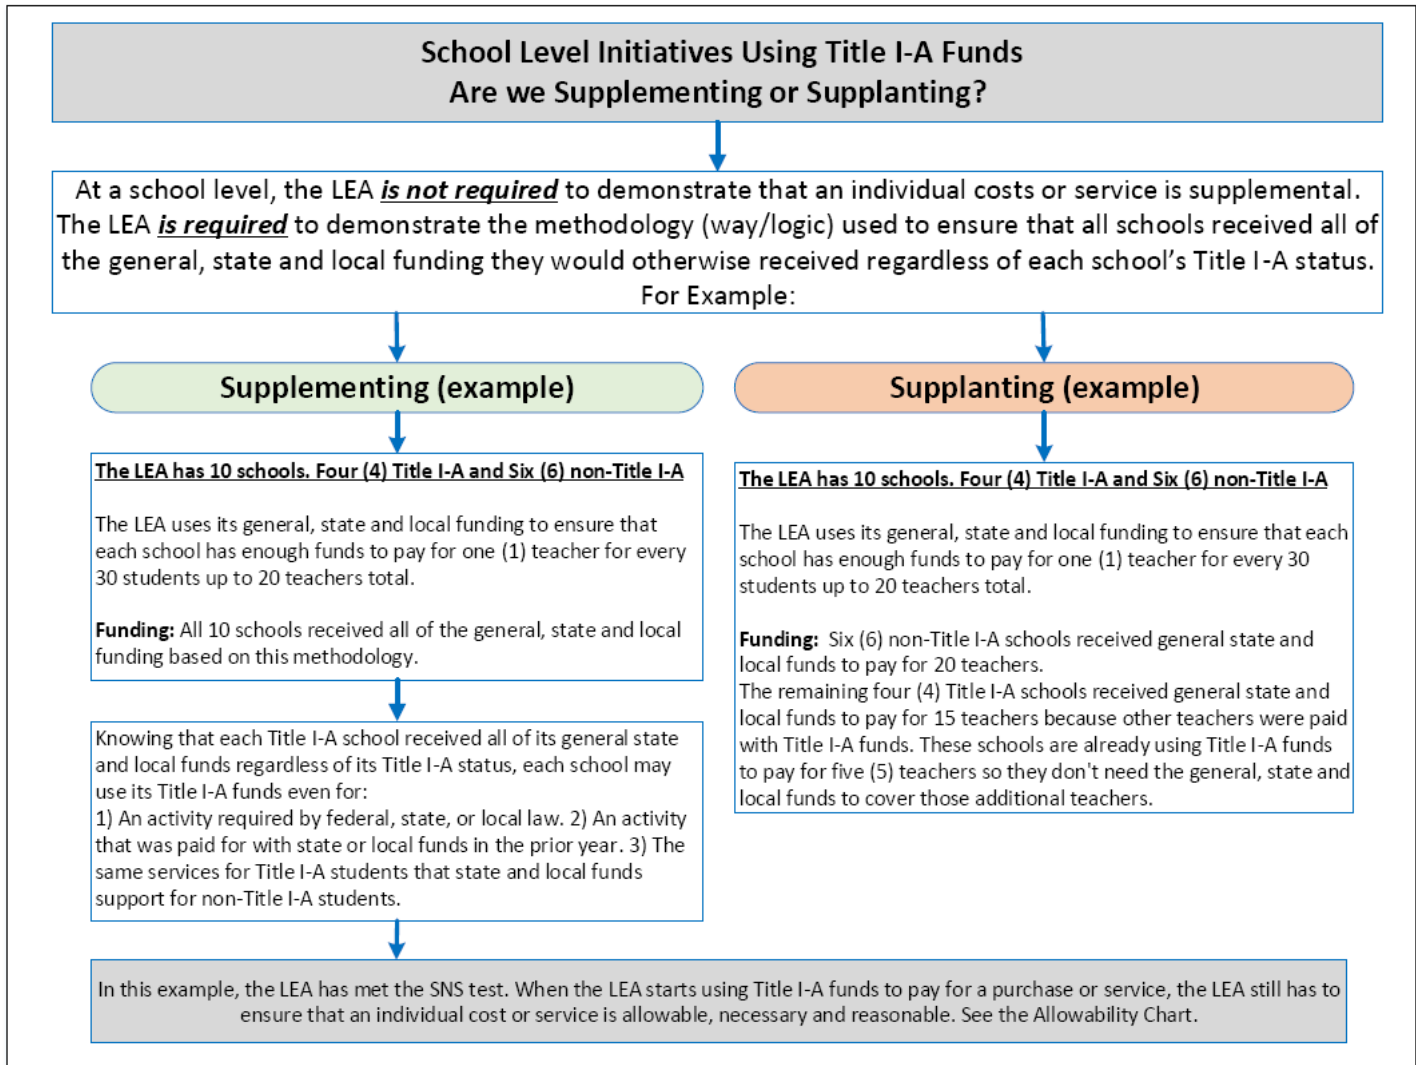 School Level Initiatives Using Title I-A Funds
Are we Supplementing or Supplanting?
At a school level, the LEA is not required to demonstrate that an individual costs or service is supplemental.
The LEA is required to demonstrate the methodology (way/logic) used to ensure that all schools received all of
the general, state and local funding they would otherwise received regardless of each school's Title I-A status.
For Example:
Supplementing (example)
The LEA has 10 schools. Four (4) Title I-A and Six (6) non-Title I-A
The LEA uses its general, state and local funding to ensure that
each school has enough funds to pay for one (1) teacher for every
30 students up to 20 teachers total.
Funding: All 10 schools received all of the general, state and local
funding based on this methodology.
Knowing that each Title I-A school received all of its general state
and local funds regardless of its Title I-A status, each school may
use its Title I-A funds even for:
1) An activity required by federal, state, or local law. 2) An activity
that was paid for with state or local funds in the prior year. 3) The
same services for Title I-A students that state and local funds
support for non-Title I-A students.
Supplanting (example)
The LEA has 10 schools. Four (4) Title I-A and Six (6) non-Title I-A
The LEA uses its general, state and local funding to ensure that each
school has enough funds to pay for one (1) teacher for every 30
students up to 20 teachers total.
Funding: Six (6) non-Title I-A schools received general state and
local funds to pay for 20 teachers.
The remaining four (4) Title I-A schools received general state and
local funds to pay for 15 teachers because other teachers were paid
with Title I-A funds. These schools are already using Title I-A funds
to pay for five (5) teachers so they don't need the general, state and
local funds to cover those additional teachers.
In this example, the LEA has met the SNS test. When the LEA starts using Title I-A funds to pay for a purchase or service, the LEA still has to
ensure that an individual cost or service is allowable, necessary and reasonable. See the Allowability Chart.